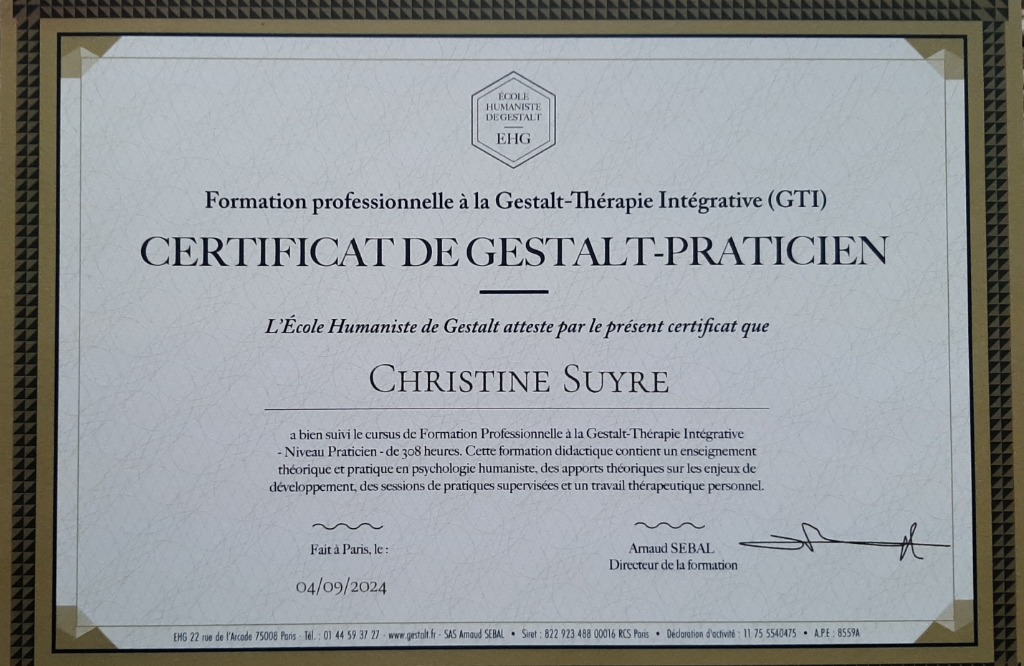 ÉCOLE
HUMANISTE
DE GESTALT
EHG
Formation professionnelle à la Gestalt-Thérapie Intégrative (GTI)
CERTIFICAT DE GESTALT-PRATICIEN
L'École Humaniste de Gestalt atteste par le présent certificat que
CHRISTINE SUYRE
a bien suivi le cursus de Formation Professionnelle à la Gestalt-Thérapie Intégrative
- Niveau Praticien - de 308 heures. Cette formation didactique contient un enseignement
théorique et pratique en psychologie humaniste, des apports théoriques sur les enjeux de
développement, des sessions de pratiques supervisées et un travail thérapeutique personnel.
Fait à Paris, le :
04/09/2024
Arnaud SEBAL
Directeur de la formation
EHG 22 rue de l'Arcade 75008 Paris - Tél. : 01 44 59 37 27 - www.gestalt.fr - SAS Arnaud SEBAL • Siret : 822 923 488 00016 RCS Paris • Déclaration d'activité : 11 75 5540475 • A.P.E : 8559A